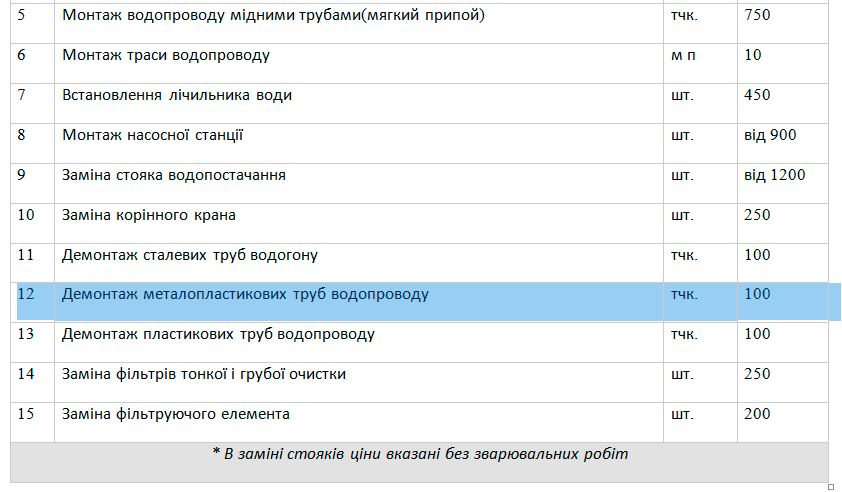 5 Монтаж водопроводу мідними трубами(мягкий припой) тчк. 750
6 Монтаж траси водопроводу м п 10
7 Встановлення лічильника води шт. 450
8 Монтаж насосної станції шт. від 900
9 Заміна стояка водопостачання шт. від 1200
10 Заміна корінного крана шт. 250
11 Демонтаж сталевих труб водогону тчк. 100
12 Демонтаж металопластикових труб водопроводу тчк. 100
13 Демонтаж пластикових труб водопроводу тчк. 100
14 Заміна фільтрів тонкої і грубої очистки шт. 250
15 Заміна фільтруючого елемента шт. 200
* В заміні стояків ціни вказані без зварювальних робіт